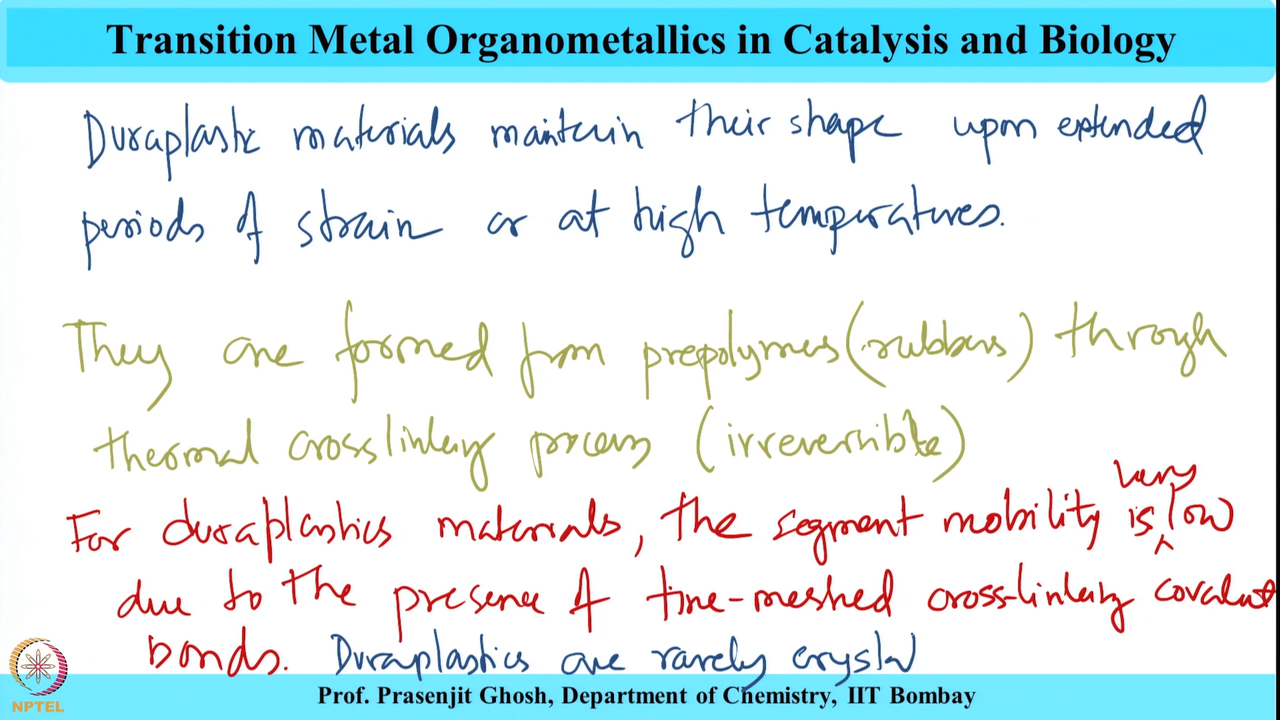 Transition Metal Organometallics in Catalysis and Biology
Duraplastic materials maintain their shape upon extended
periods of strain or at high temperatures.
They are formed from prepolymers (rubbers) through
thermal crosslinking process (irreversible)
very
For duraplastics materials, the segment mobility is ^ low
due to the presence of fine-meshed cross-linking covalent
bonds. Duraplastics are rarely crystal
Prof. Prasenjit Ghosh, Department of Chemistry, IIT Bombay
NPTEL